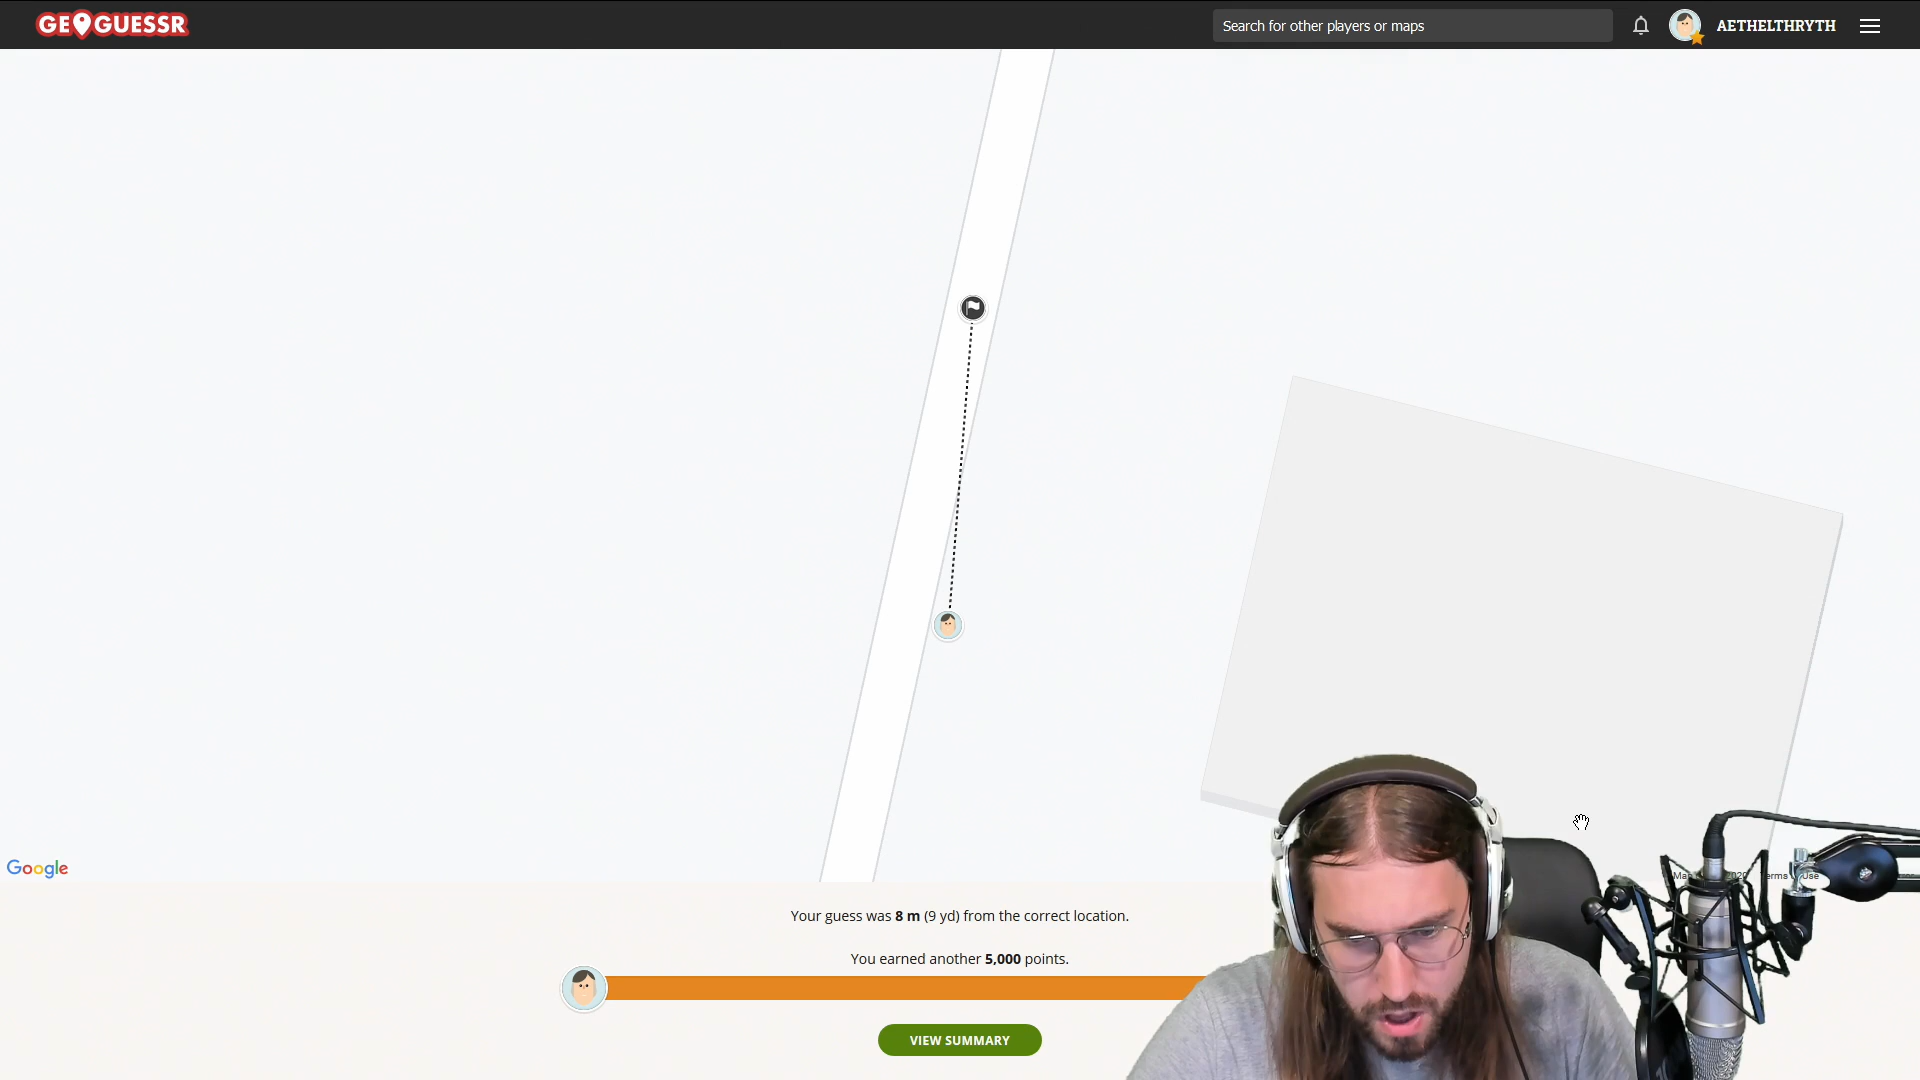 GEOGUESSR
Search for other players or maps
AETHELTHRYTH
Google
Your guess was 8 m (9 yd) from the correct location.
You earned another 5,000 points.
VIEW SUMMARY